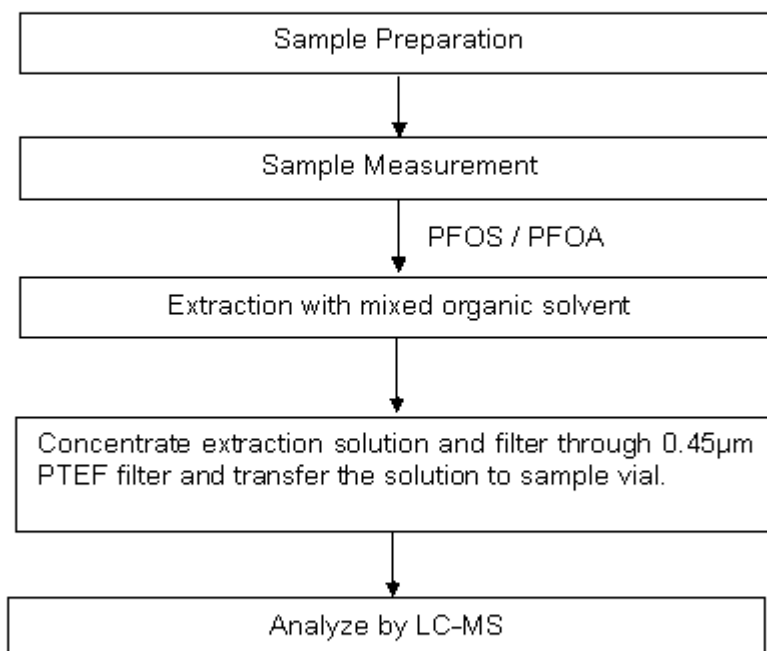 Sample Preparation
Sample Measurement
PFOS / PFOA
Extraction with mixed organic solvent
Concentrate extraction solution and filter through 0.45µm
PTEF filter and transfer the solution to sample vial.
Analyze by LC-MS